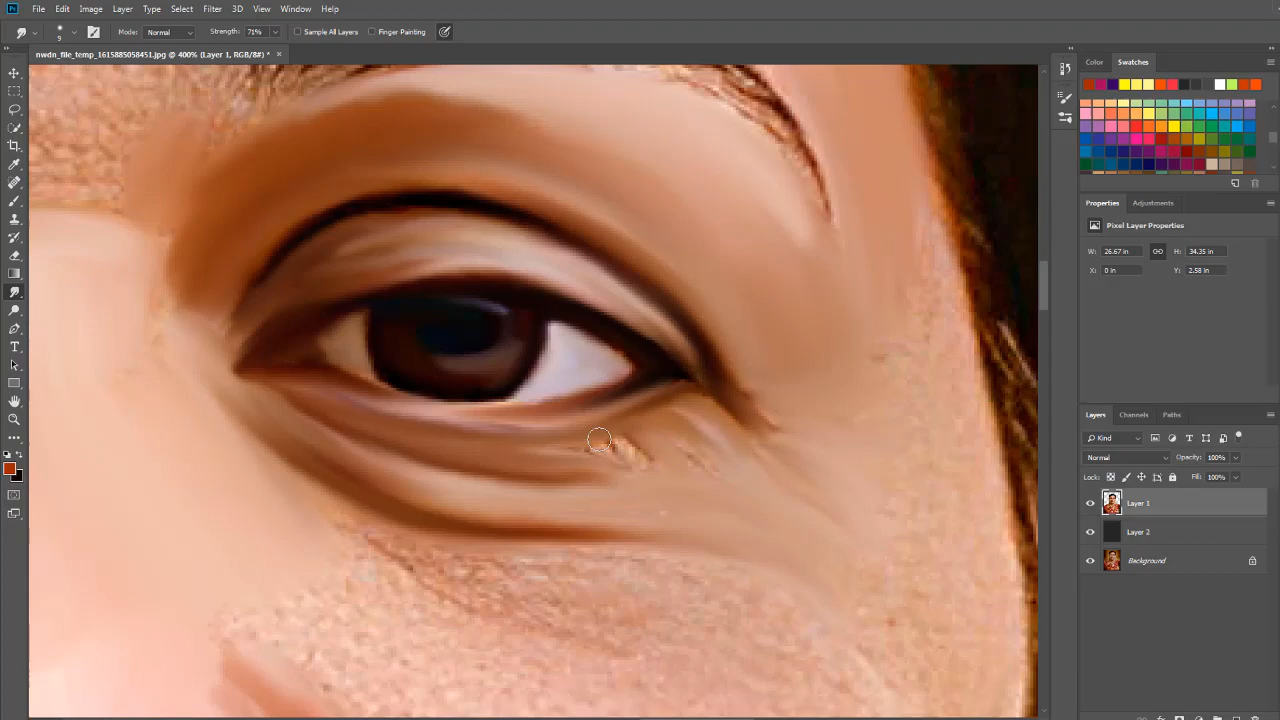 File Edit Image Layer Type Select Filter 3D View Window Help
9 Mode: Normal Strength: 71% Sample All Layers Finger Painting
nwdn_file_temp_1615885058451.jpg @ 400% (Layer 1, RGB/8#) * ×
Color Swatches
Properties Adjustments
Pixel Layer Properties
W: 26.67 in H: 34.35 in
X: 0 in Y: 2.58 in
Layers Channels Paths
Kind
Normal Opacity: 100%
Lock: Fill: 100%
Layer 1
Layer 2
Background